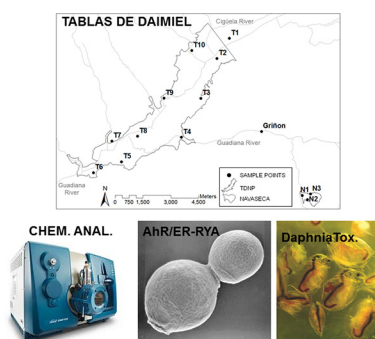 TABLAS DE DAIMIEL
Cigüela River
T1
T10
T2
T9
T3
T8
T7
T4
Griñon
Guadiana River
T5
T6
Guadiana River
N
0 750 1,500 3,000 4,500
Meters
SAMPLE POINTS
TDNP
NAVASECA
N1
N3
N2
CHEM. ANAL.
AhR/ER-RYA
DaphniaTox.